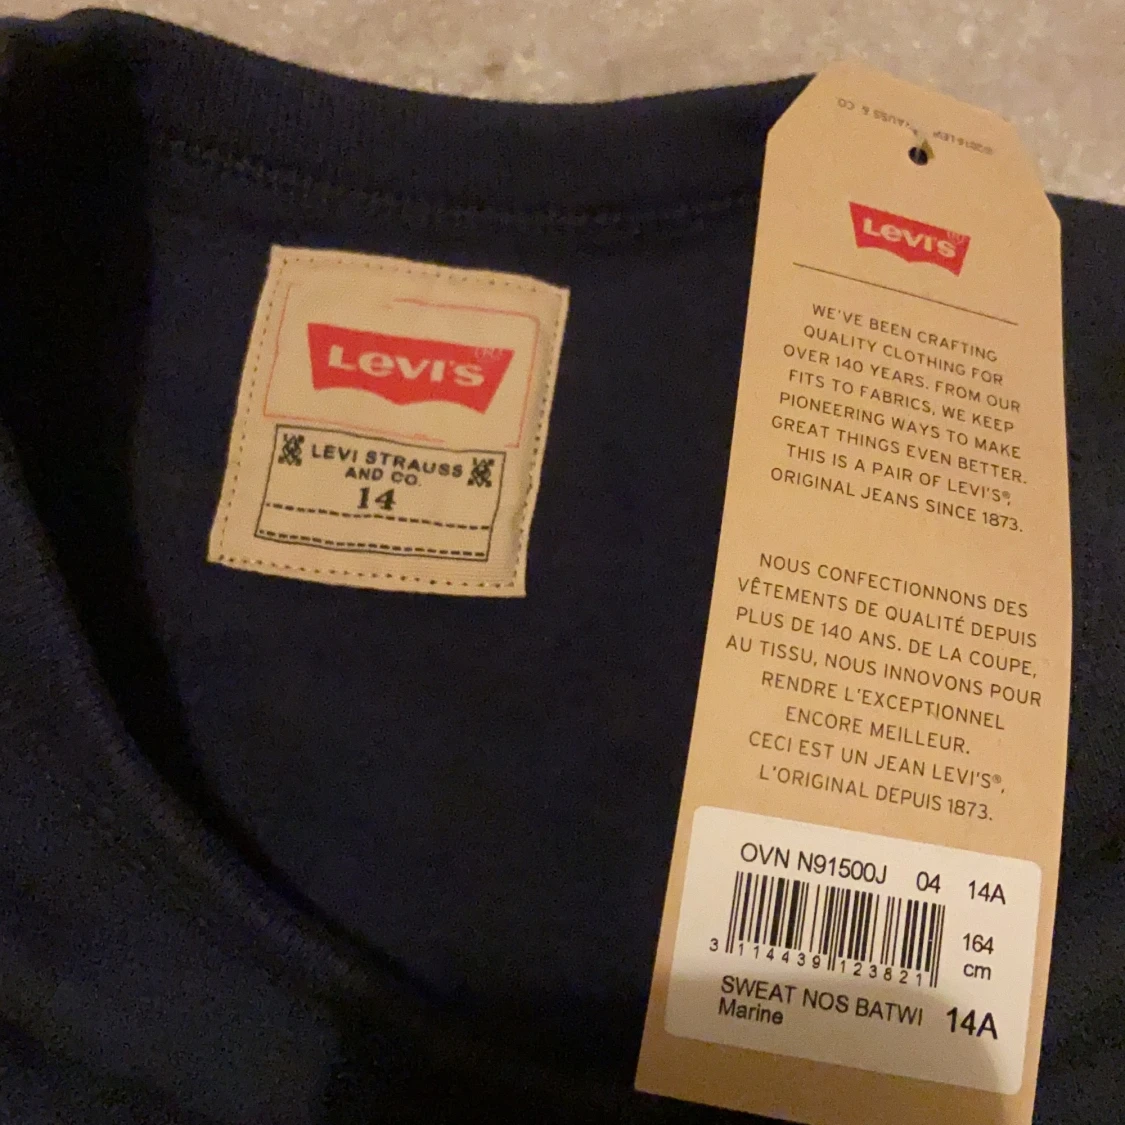 LEVI'S
LEVI STRAUSS
AND CO.
14
LEVI'S
WE'VE BEEN CRAFTING
QUALITY CLOTHING FOR
OVER 140 YEARS. FROM OUR
FITS TO FABRICS, WE KEEP
PIONEERING WAYS TO MAKE
GREAT THINGS EVEN BETTER.
THIS IS A PAIR OF LEVI'S®,
ORIGINAL JEANS SINCE 1873.
NOUS CONFECTIONNONS DES
VÊTEMENTS DE QUALITÉ DEPUIS
PLUS DE 140 ANS. DE LA COUPE,
AU TISSU, NOUS INNOVONS POUR
RENDRE L'EXCEPTIONNEL
ENCORE MEILLEUR.
CECI EST UN JEAN LEVI'S®,
L'ORIGINAL DEPUIS 1873.
OVN N91500J 04 14A
164
cm
3 114439 123821
SWEAT NOS BATWI 14A
Marine